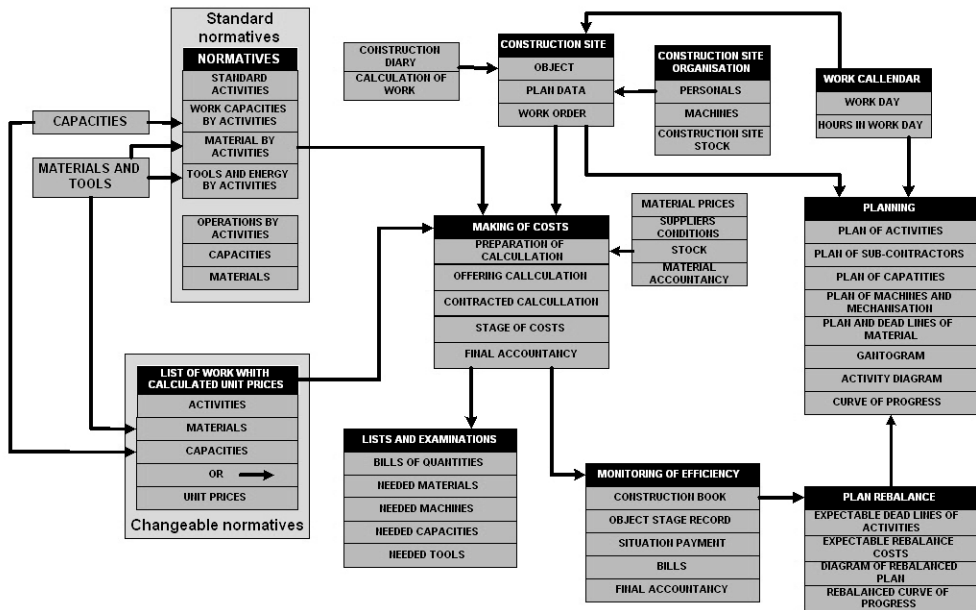 Standard
normatives
NORMATIVES
STANDARD
ACTIVITIES
WORK CAPACITIES
BY ACTIVITIES
MATERIAL BY
ACTIVITIES
TOOLS AND ENERGY
BY ACTIVITIES
OPERATIONS BY
ACTIVITIES
CAPACITIES
MATERIALS
CAPACITIES
MATERIALS AND
TOOLS
LIST OF WORK WHITH
CALCULATED UNIT PRICES
ACTIVITIES
MATERIALS
CAPACITIES
OR
UNIT PRICES
Changeable normatives
CONSTRUCTION
DIARY
CALCULATION OF
WORK
CONSTRUCTION SITE
OBJECT
PLAN DATA
WORK ORDER
CONSTRUCTION SITE
ORGANISATION
PERSONALS
MACHINES
CONSTRUCTION SITE
STOCK
WORK CALLENDAR
WORK DAY
HOURS IN WORK DAY
MAKING OF COSTS
PREPARATION OF
CALCULLATION
OFFERING CALLCULATION
CONTRACTED CALCULLATION
STAGE OF COSTS
FINAL ACCOUNTANCY
MATERIAL PRICES
SUPPLIERS
CONDITIONS
STOCK
MATERIAL
ACCOUNTANCY
PLANNING
PLAN OF ACTIVITIES
PLAN OF SUB-CONTRACTORS
PLAN OF CAPATITIES
PLAN OF MACHINES AND
MECHANISATION
PLAN AND DEAD LINES OF
MATERIAL
GANTOGRAM
ACTIVITY DIAGRAM
CURVE OF PROGRESS
LISTS AND EXAMINATIONS
BILLS OF QUANTITIES
NEEDED MATERIALS
NEEDED MACHINES
NEEDED CAPACITIES
NEEDED TOOLS
MONITORING OF EFFICIENCY
CONSTRUCTION BOOK
OBJECT STAGE RECORD
SITUATION PAYMENT
BILLS
FINAL ACCOUNTANCY
PLAN REBALANCE
EXPECTABLE DEAD LINES OF
ACTIVITIES
EXPECTABLE REBALANCE
COSTS
DIAGRAM OF REBALANCED
PLAN
REBALANCED CURVE OF
PROGRESS